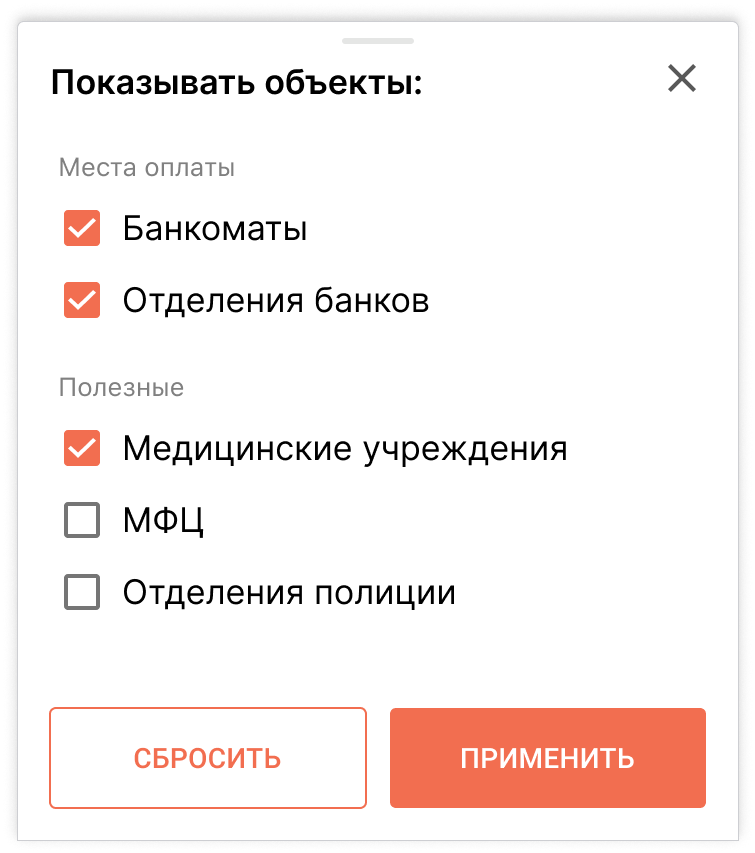 Показывать объекты:
Места оплаты
Банкоматы
Отделения банков
Полезные
Медицинские учреждения
МФЦ
Отделения полиции
СБРОСИТЬ
ПРИМЕНИТЬ